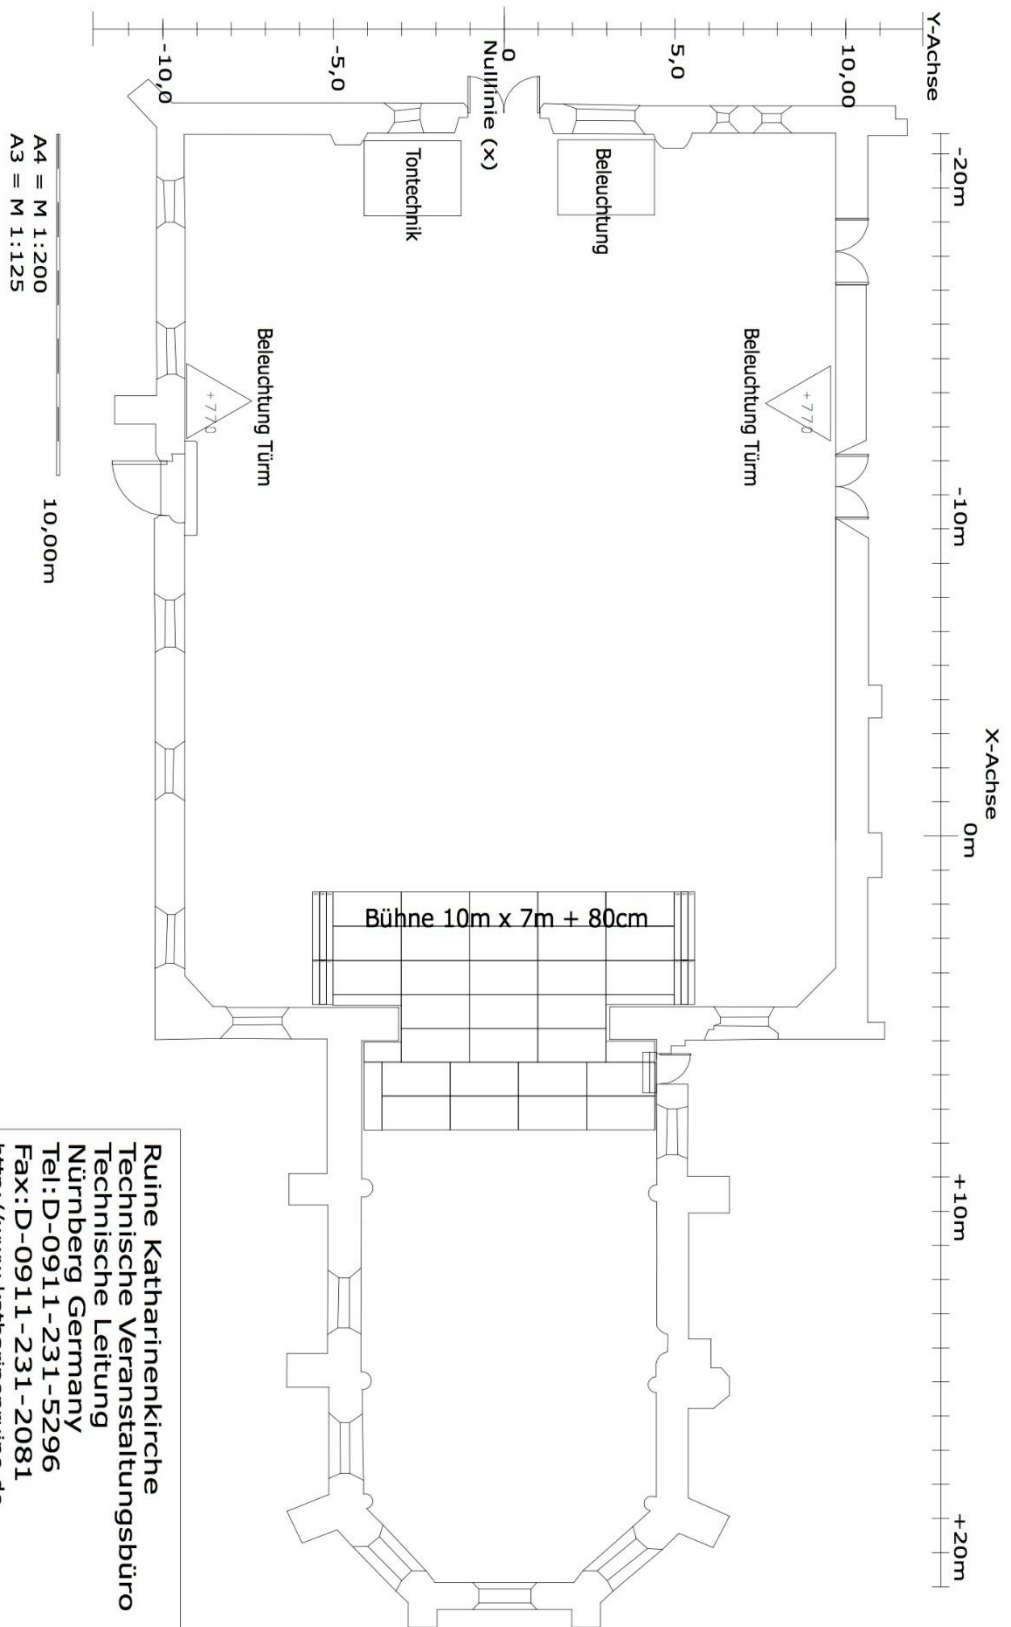 Y-Achse
10,00
5,0
0
Nulllinie (x)
-5,0
-10,0
X-Achse
-20m
-10m
0m
+10m
+20m
Beleuchtung
Tontechnik
Beleuchtung Türm
+770
Beleuchtung Türm
+770
Bühne 10m x 7m + 80cm
10,00m
A4 = M 1:200
A3 = M 1:125
Ruine Katharinenkirche
Technische Veranstaltungsbüro
Technische Leitung
Nürnberg Germany
Tel:D-0911-231-5296
Fax:D-0911-231-2081